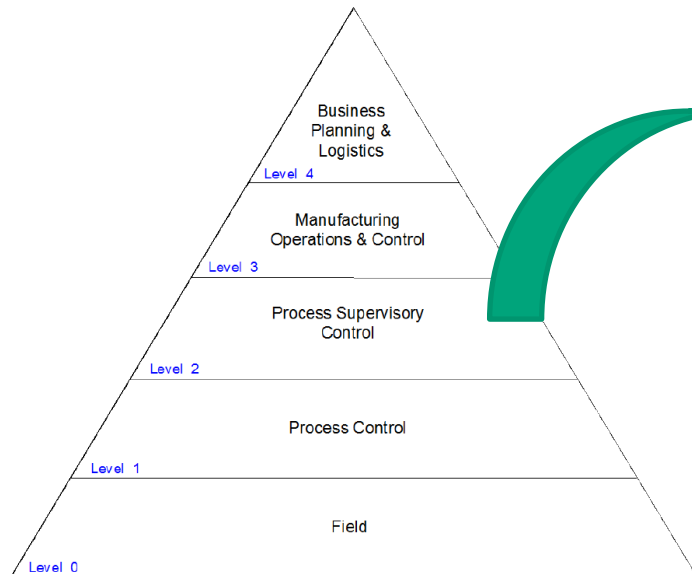 Business
Planning &
Logistics
Level 4
Manufacturing
Operations & Control
Level 3
Process Supervisory
Control
Level 2
Process Control
Level 1
Field
Level 0